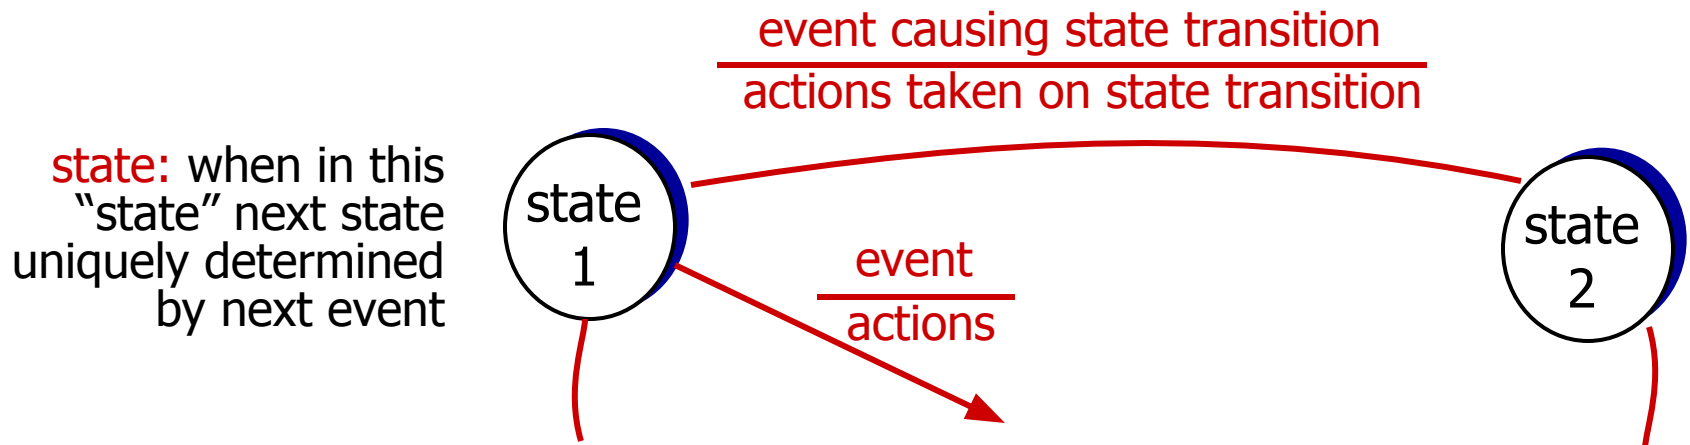 event causing state transition
actions taken on state transition
state: when in this
“state” next state
uniquely determined
by next event
state
1
event
actions
state
2